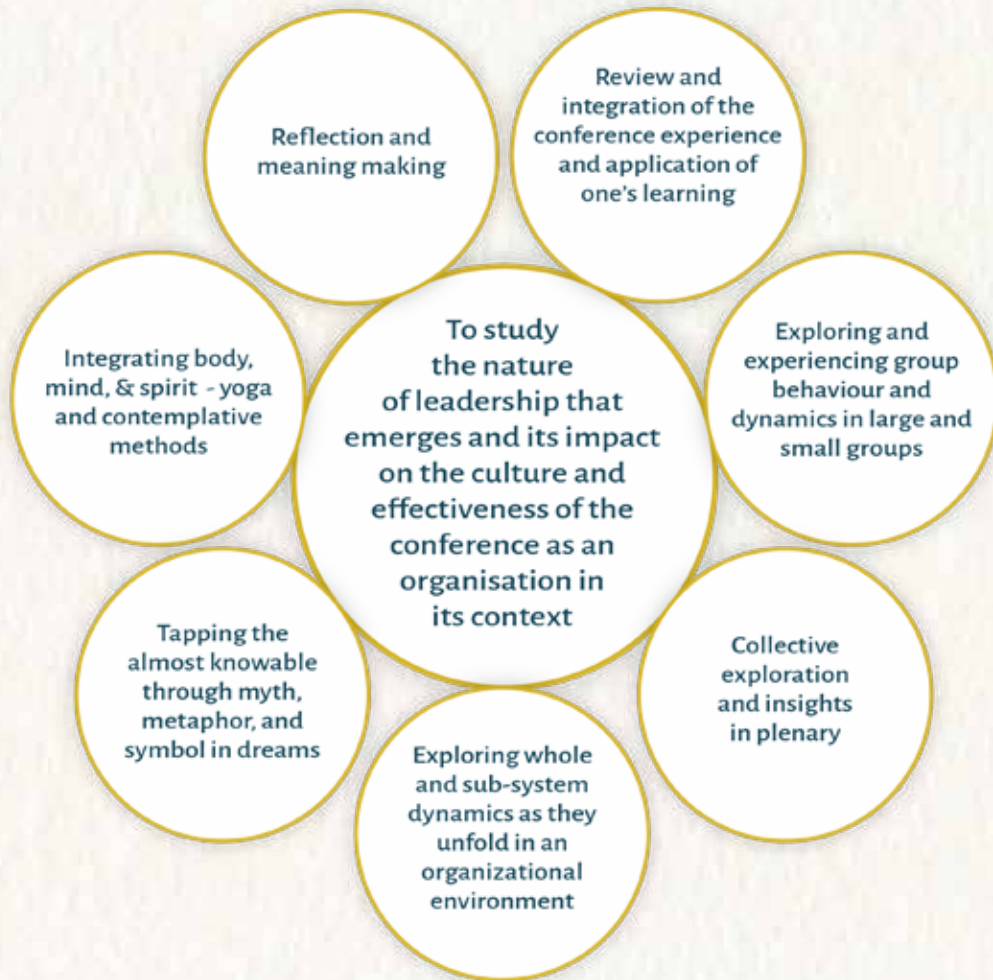 Reflection and
meaning making
Review and
integration of the
conference experience
and application of
one's learning
Integrating body,
mind, & spirit - yoga
and contemplative
methods
To study
the nature
of leadership that
emerges and its impact
on the culture and
effectiveness of the
conference as an
organisation in
its context
Exploring and
experiencing group
behaviour and
dynamics in large and
small groups
Tapping the
almost knowable
through myth,
metaphor, and
symbol in dreams
Exploring whole
and sub-system
dynamics as they
unfold in an
organizational
environment
Collective
exploration
and insights
in plenary